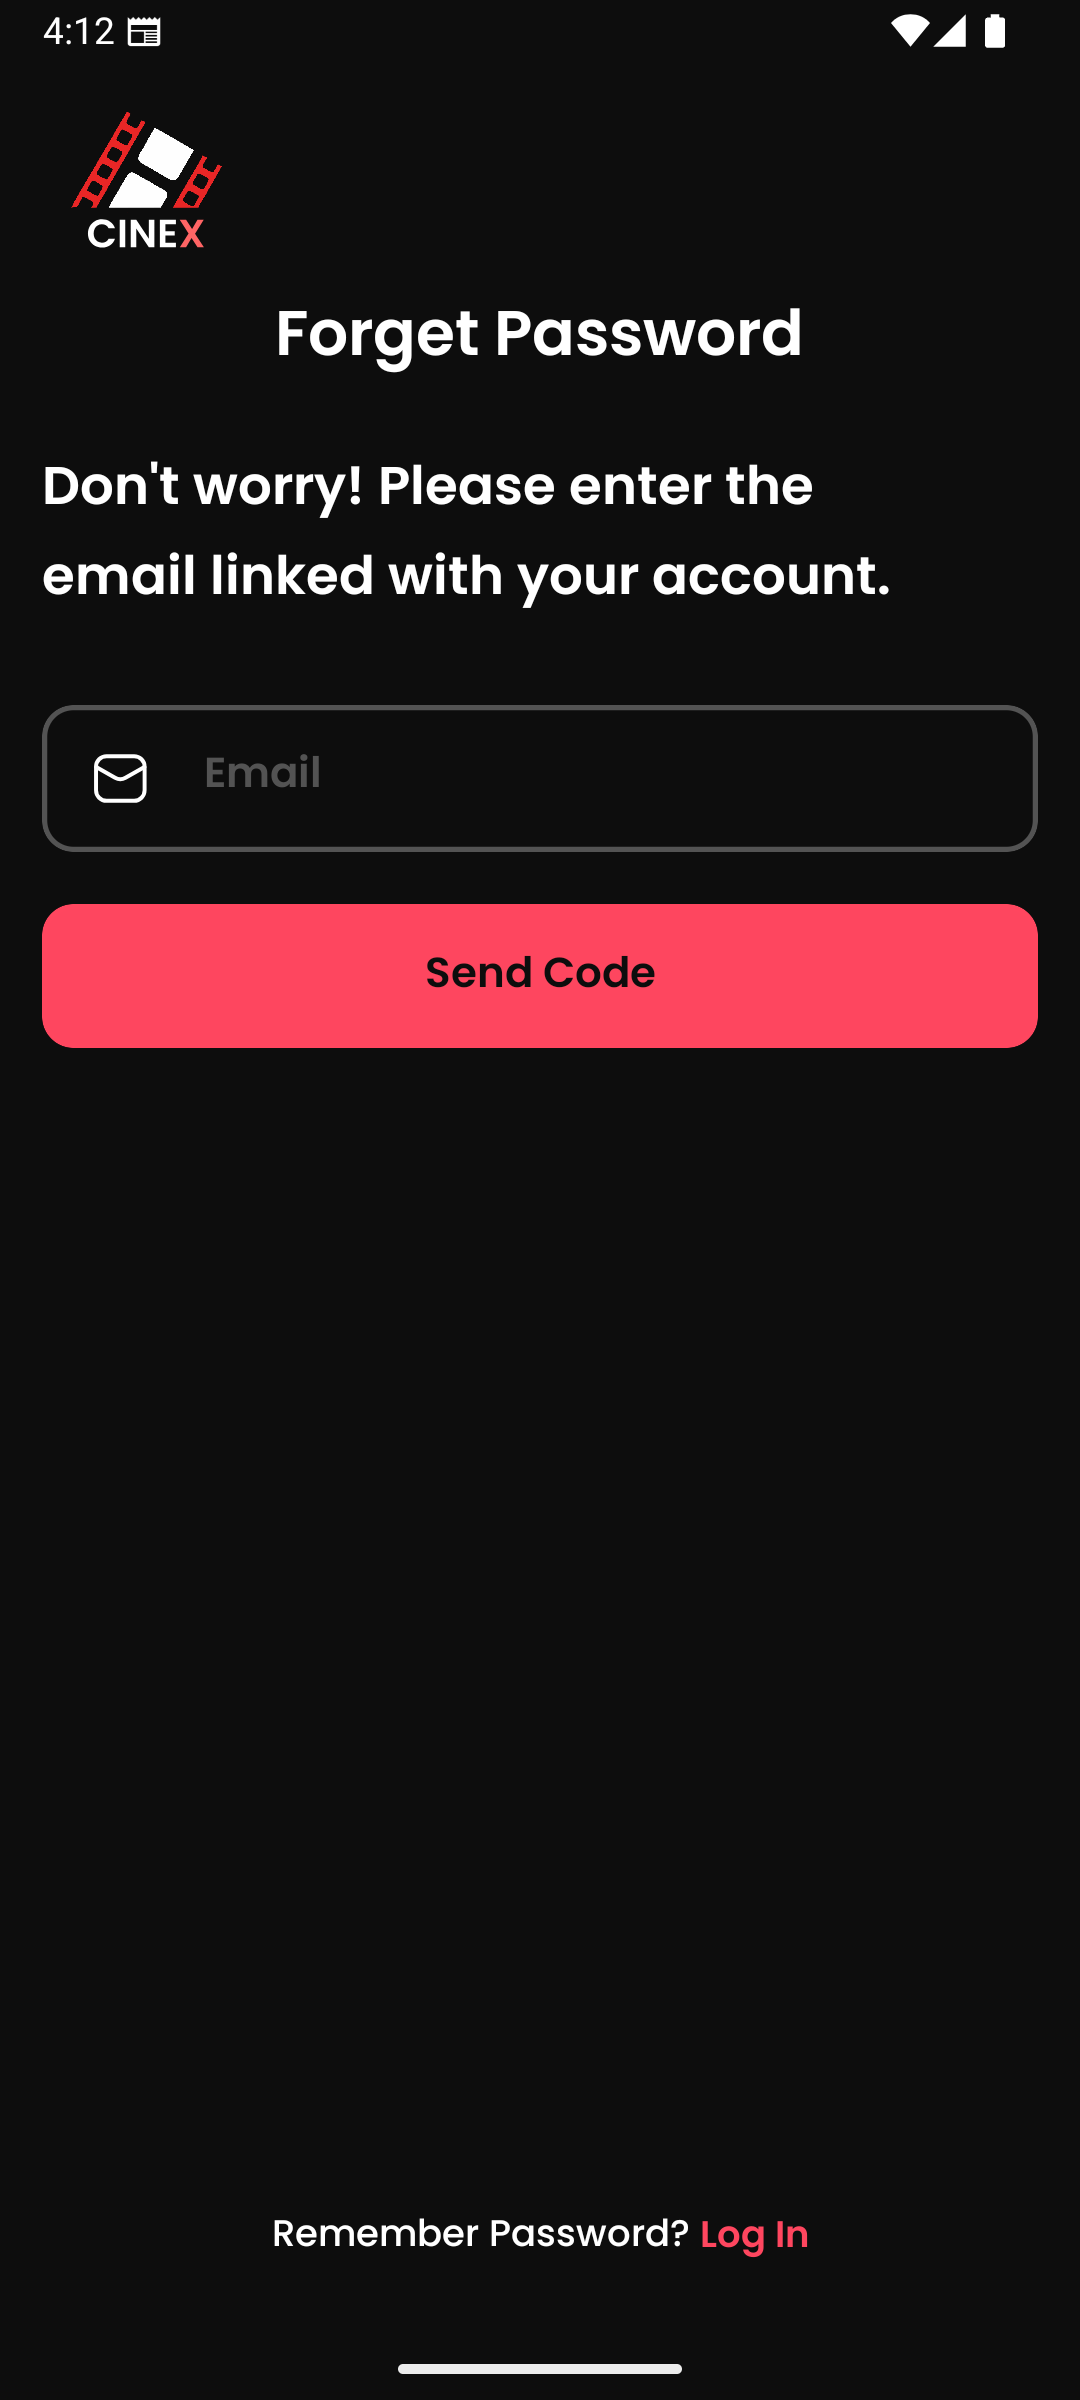 4:12
CINEX
Forget Password
Don't worry! Please enter the
email linked with your account.
Email
Send Code
Remember Password? Log In